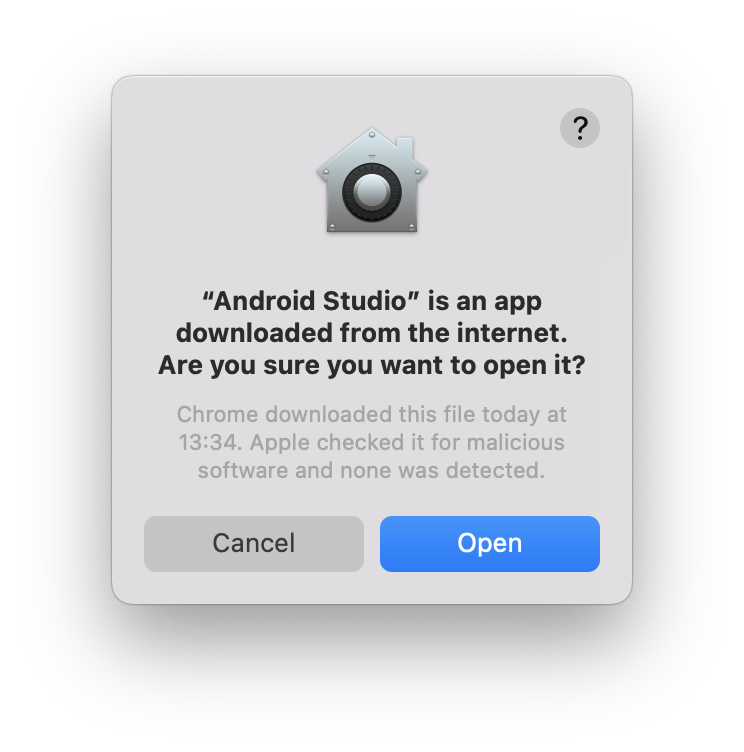 ?
“Android Studio” is an app
downloaded from the internet.
Are you sure you want to open it?
Chrome downloaded this file today at
13:34. Apple checked it for malicious
software and none was detected.
Cancel
Open